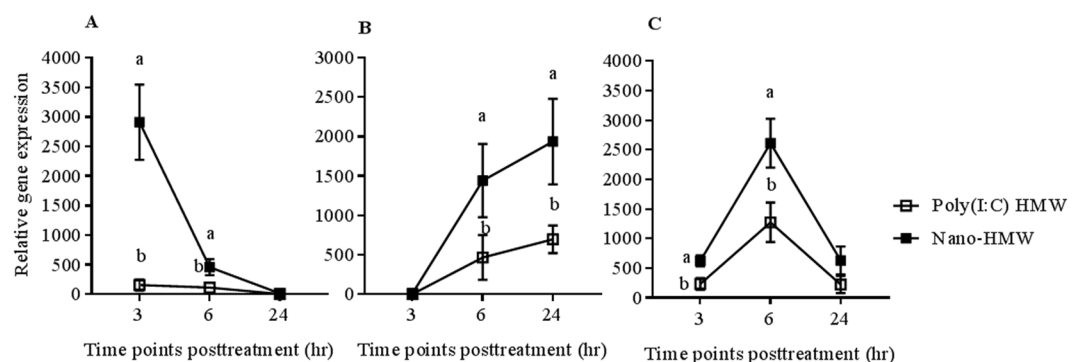 A
B
C
Relative gene expression
4000
3500
3000
2500
2000
1500
1000
500
0
a
b
a
b
3
6
24
Time points posttreatment (hr)
3000
2500
2000
1500
1000
500
0
a
b
a
b
3
6
24
Time points posttreatment (hr)
4000
3500
3000
2500
2000
1500
1000
500
0
a
b
a
b
3
6
24
Time points posttreatment (hr)
Poly(I:C) HMW
Nano-HMW